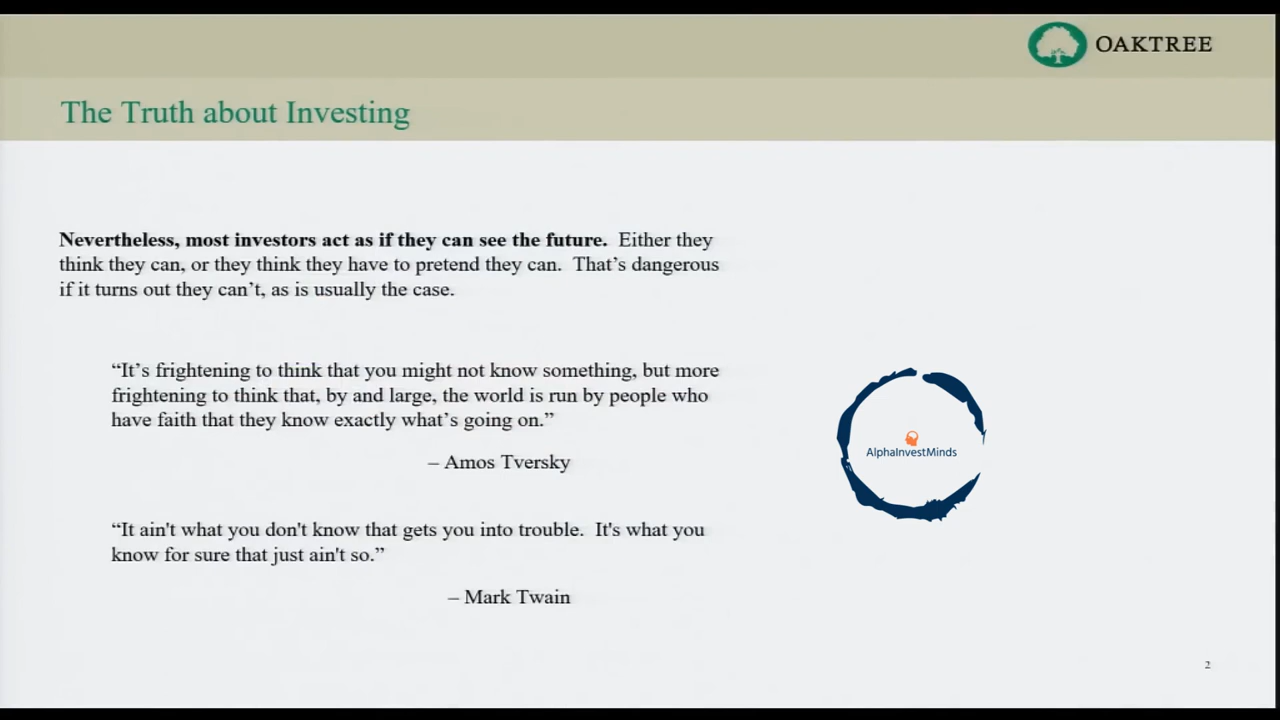 OAKTREE
The Truth about Investing
Nevertheless, most investors act as if they can see the future.  Either they
think they can, or they think they have to pretend they can.  That’s dangerous
if it turns out they can’t, as is usually the case.
“It’s frightening to think that you might not know something, but more
frightening to think that, by and large, the world is run by people who
have faith that they know exactly what’s going on.”
– Amos Tversky
“It ain't what you don't know that gets you into trouble.  It's what you
know for sure that just ain't so.”
– Mark Twain
AlphaInvestMinds
2